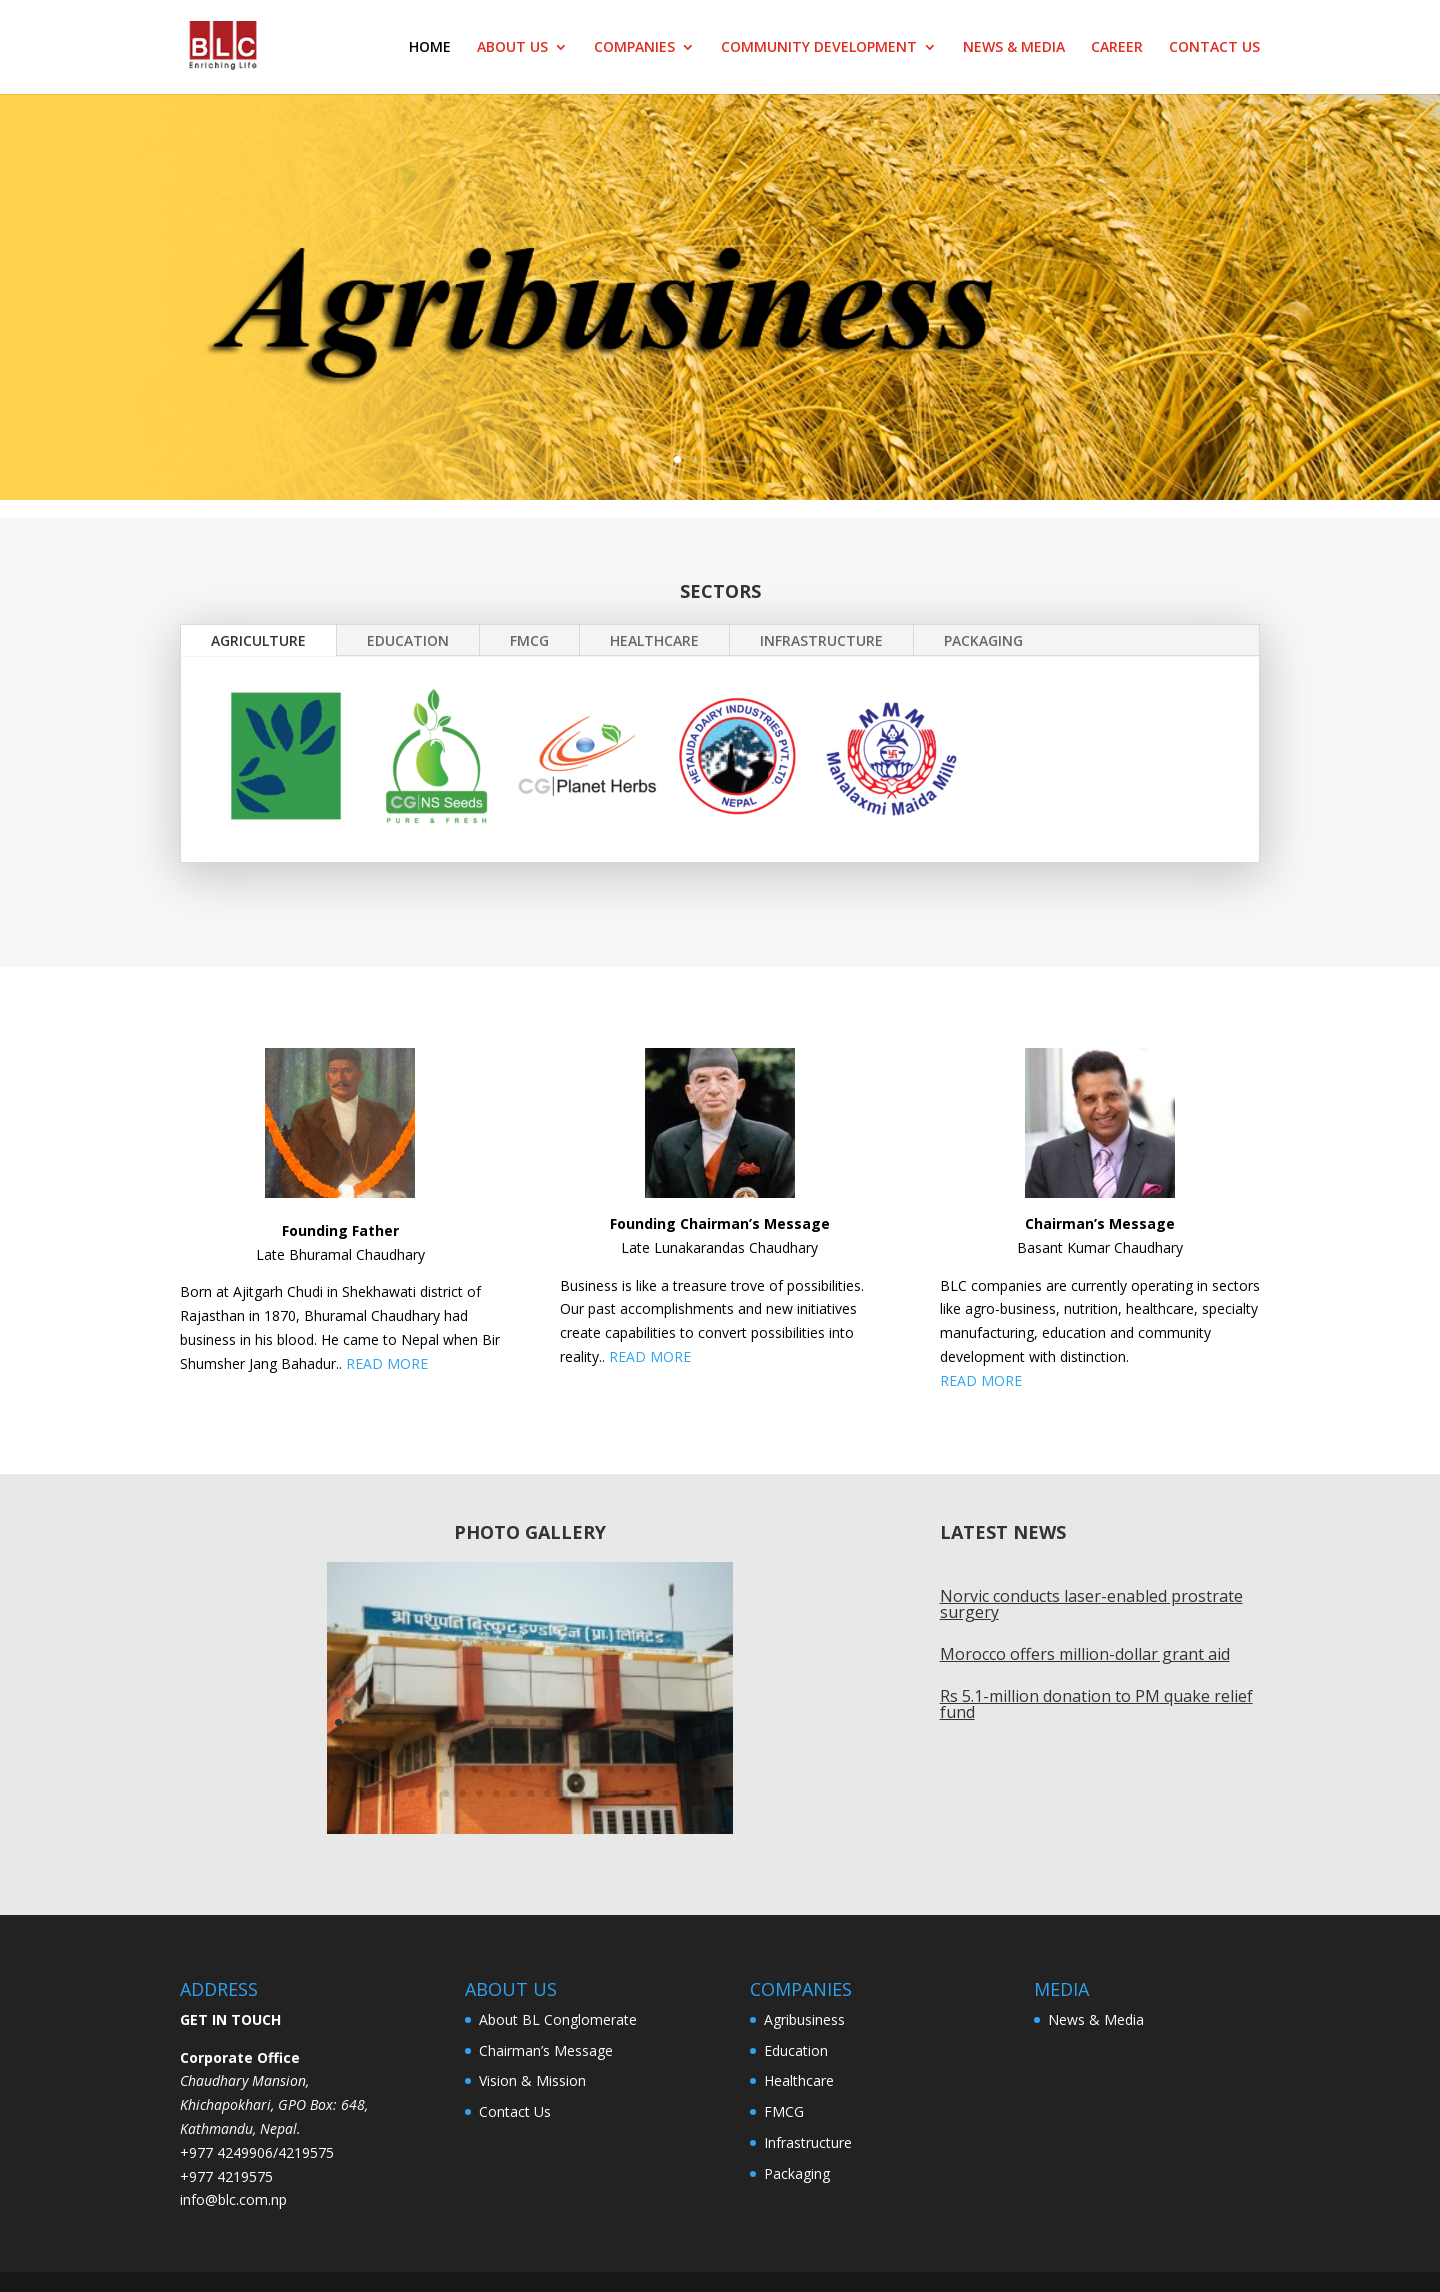 BLC
Enriching Life
HOME
ABOUT US
COMPANIES
COMMUNITY DEVELOPMENT
NEWS & MEDIA
CAREER
CONTACT US
Agribusiness
SECTORS
AGRICULTURE
EDUCATION
FMCG
HEALTHCARE
INFRASTRUCTURE
PACKAGING
CG|NS Seeds
PURE & FRESH
CG|Planet Herbs
HETAUDA DAIRY INDUSTRIES PVT. LTD.
NEPAL
MMM
Mahalaxmi Maida Mills
Founding Father
Late Bhuramal Chaudhary
Born at Ajitgarh Chudi in Shekhawati district of
Rajasthan in 1870, Bhuramal Chaudhary had
business in his blood. He came to Nepal when Bir
Shumsher Jang Bahadur.. READ MORE
Founding Chairman’s Message
Late Lunakarandas Chaudhary
Business is like a treasure trove of possibilities.
Our past accomplishments and new initiatives
create capabilities to convert possibilities into
reality.. READ MORE
Chairman’s Message
Basant Kumar Chaudhary
BLC companies are currently operating in sectors
like agro-business, nutrition, healthcare, specialty
manufacturing, education and community
development with distinction.
READ MORE
PHOTO GALLERY
श्री पशुपति बिस्कुट इण्डष्ट्रिज (प्रा.) लिमिटेड
LATEST NEWS
Norvic conducts laser-enabled prostrate
surgery
Morocco offers million-dollar grant aid
Rs 5.1-million donation to PM quake relief
fund
ADDRESS
GET IN TOUCH
Corporate Office
Chaudhary Mansion,
Khichapokhari, GPO Box: 648,
Kathmandu, Nepal.
+977 4249906/4219575
+977 4219575
info@blc.com.np
ABOUT US
About BL Conglomerate
Chairman’s Message
Vision & Mission
Contact Us
COMPANIES
Agribusiness
Education
Healthcare
FMCG
Infrastructure
Packaging
MEDIA
News & Media